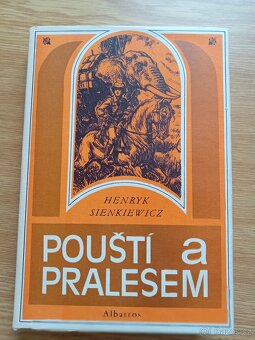 HENRYK
SIENKIEWICZ
POUŠTÍ a
PRALESEM
Albatros